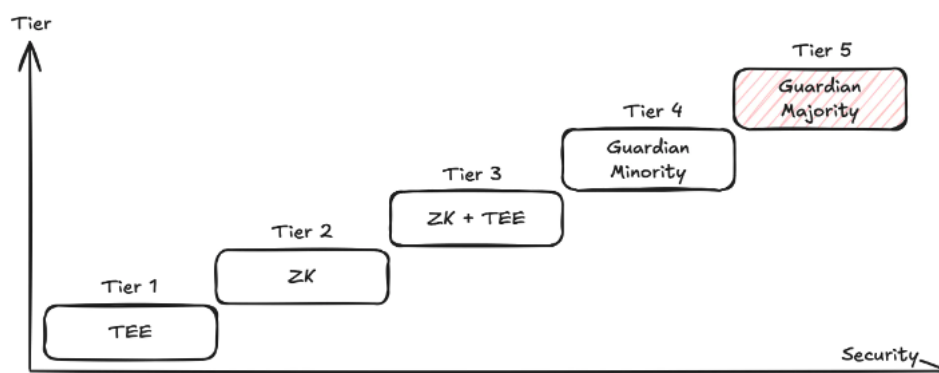 Tier
Tier 5
Guardian
Majority
Tier 4
Guardian
Minority
Tier 3
ZK + TEE
Tier 2
ZK
Tier 1
TEE
Security